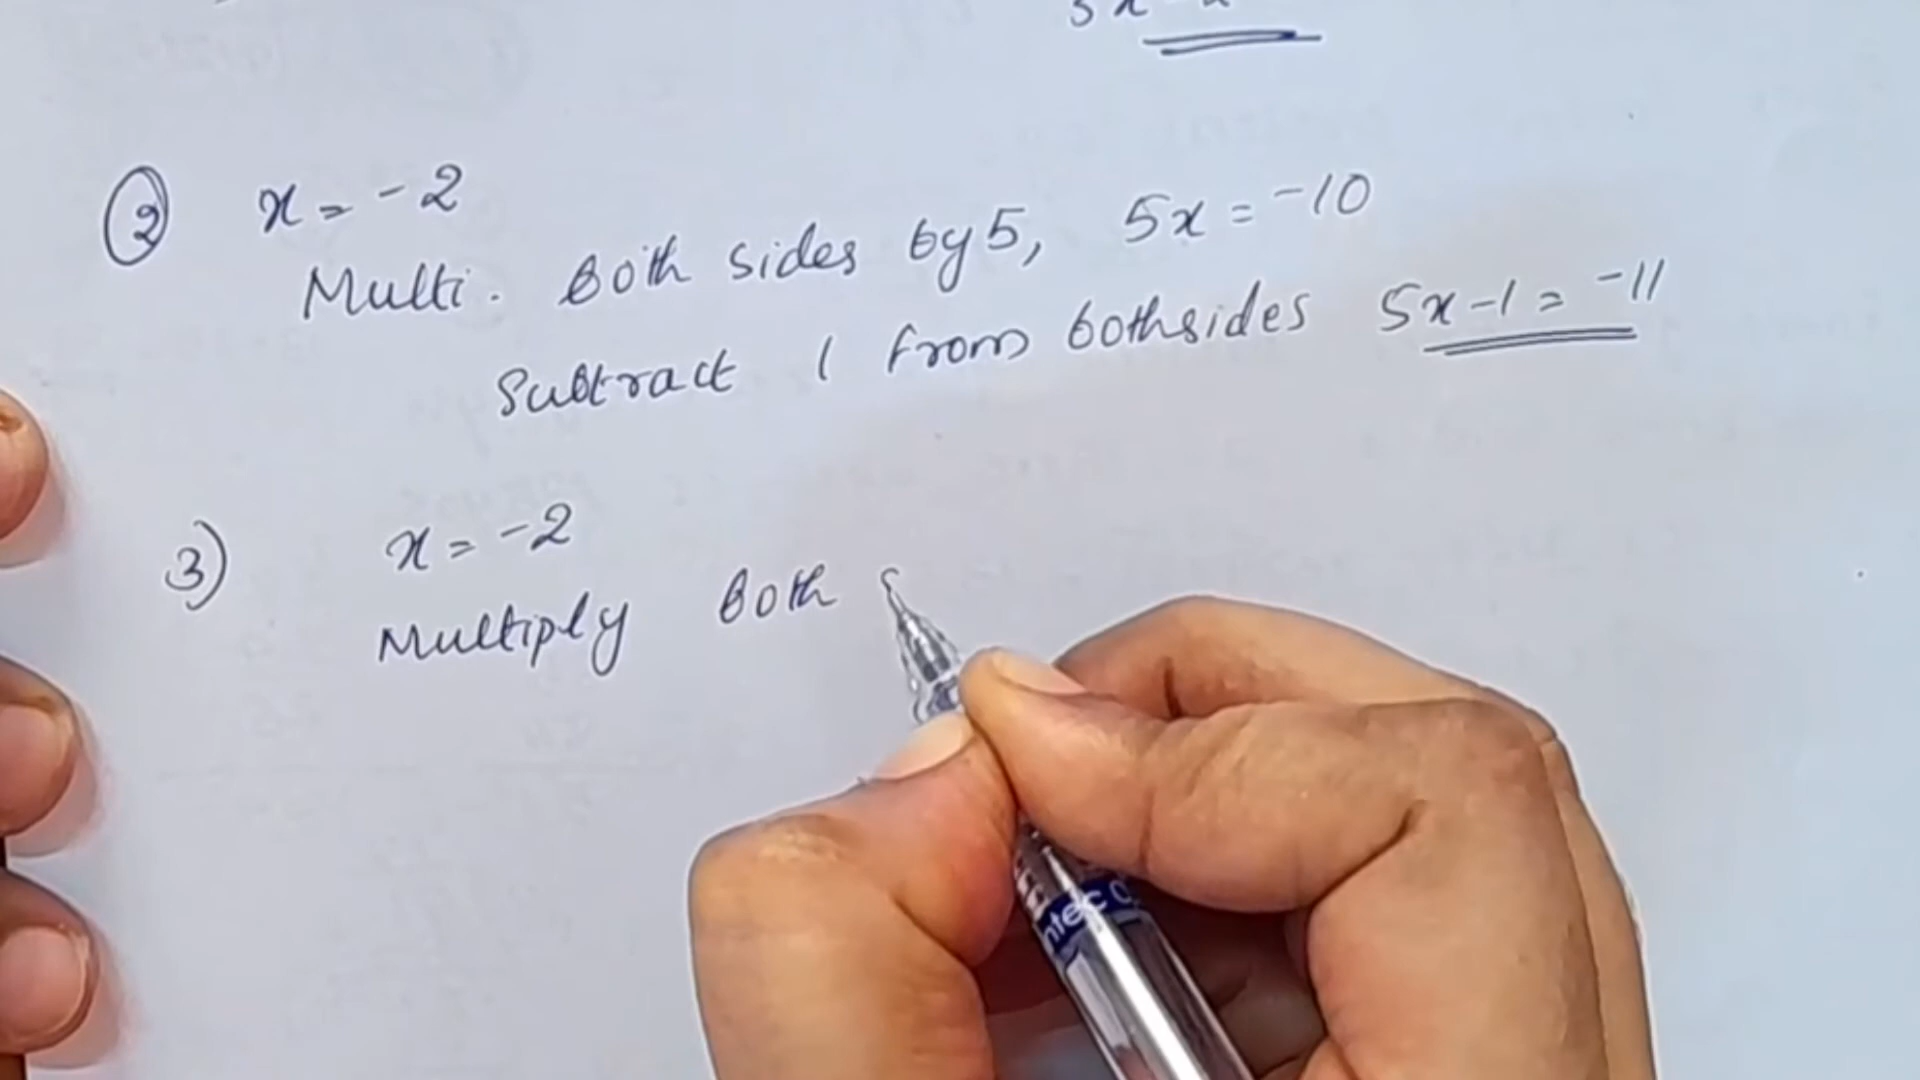 ② x = -2
Multi. Both sides by 5, 5x = -10
Subtract 1 from bothsides 5x-1 = -11
3) x = -2
Multiply Both s
ntec